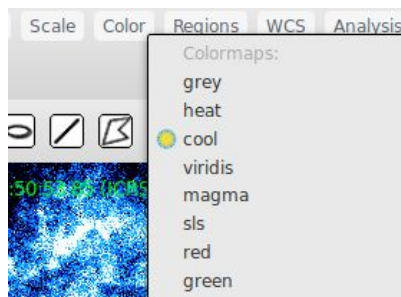 Scale Color Regions WCS Analysis
Colormaps:
grey
heat
cool
viridis
magma
sls
red
green